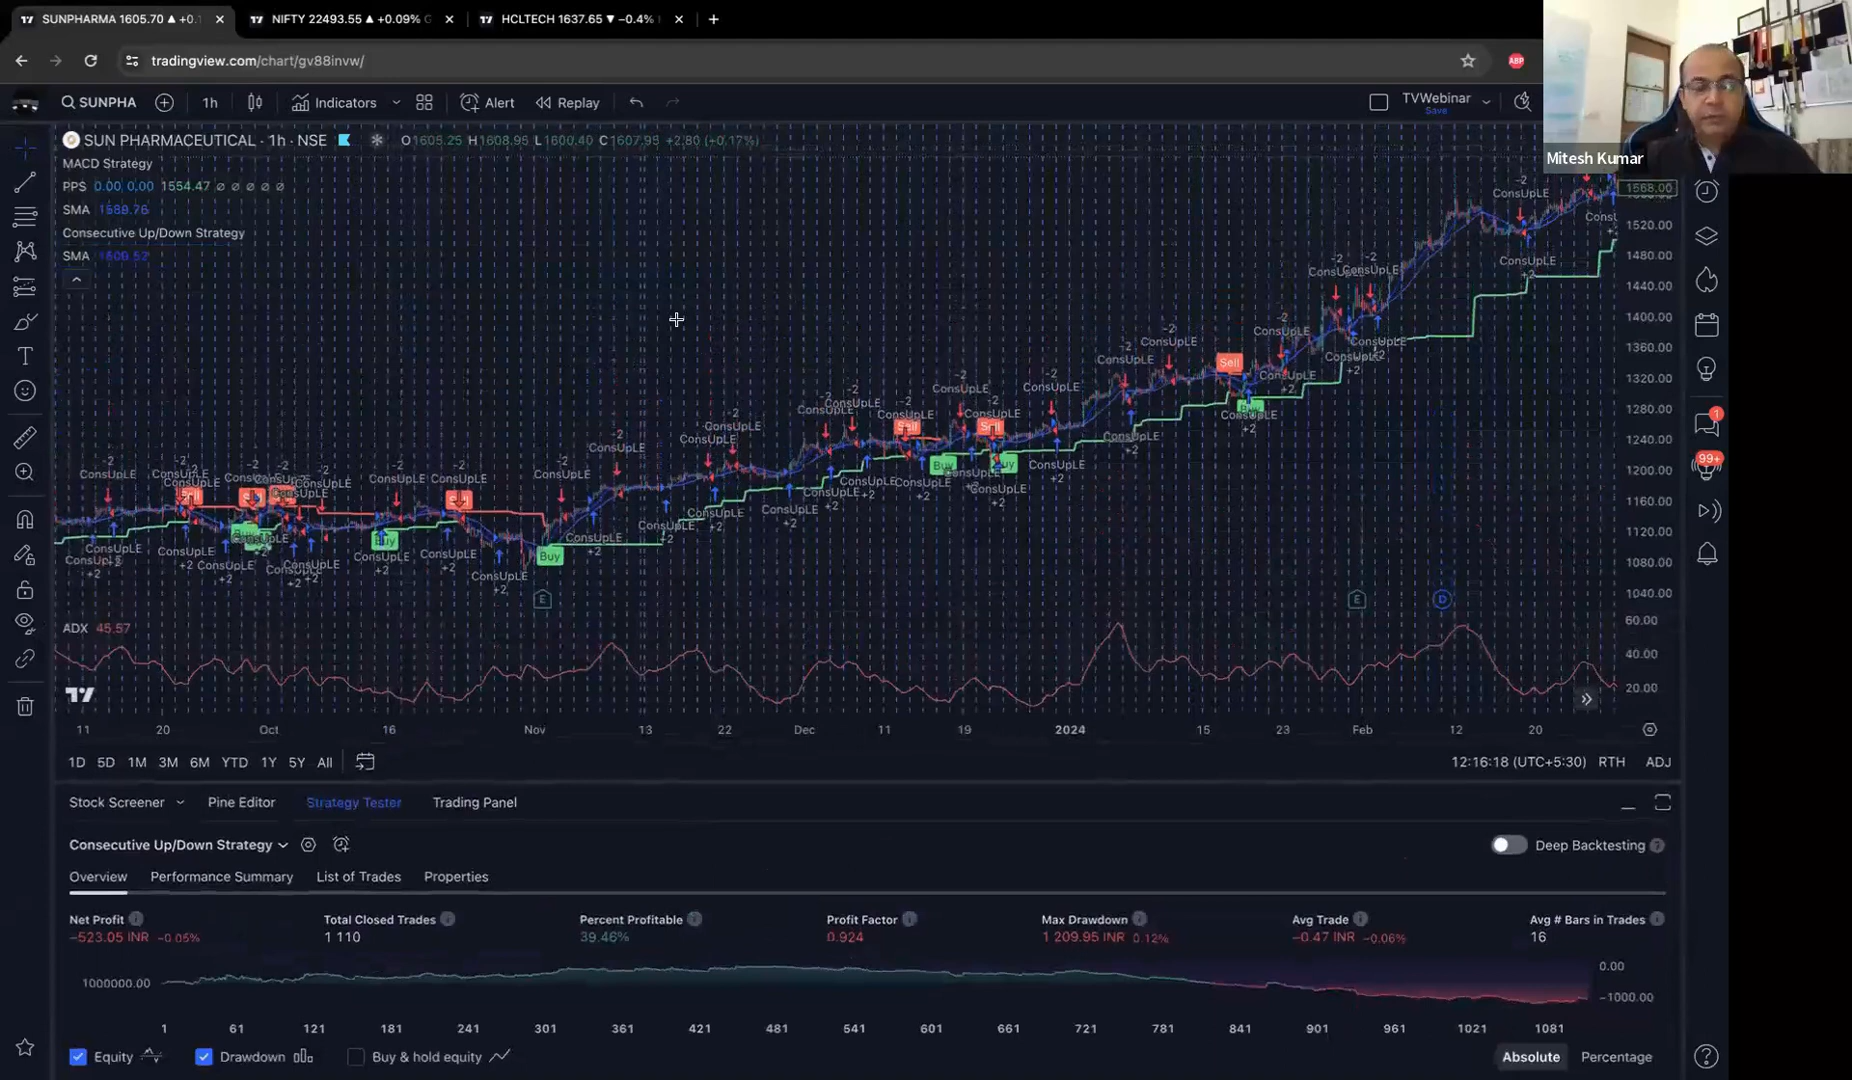 SUNPHARMA 1605.70 ▲ +0.
NIFTY 22493.55 ▲ +0.09%
HCLTECH 1637.65 ▼ −0.4%
tradingview.com/chart/gv88invw/
ABP
SUNPHA
1h
Indicators
Alert
Replay
TVWebinar
Save
Mitesh Kumar
SUN PHARMACEUTICAL · 1h · NSE
O1605.25 H1608.95 L1600.40 C1607.95 +2.80 (+0.17%)
MACD Strategy
PPS 0.00 0.00 1554.47 ∅ ∅ ∅ ∅ ∅
SMA 1589.76
Consecutive Up/Down Strategy
SMA
1568.00
1520.00
1480.00
1440.00
1400.00
1360.00
1320.00
1280.00
1240.00
1200.00
1160.00
1120.00
1080.00
1040.00
1
99+
Sell
Buy
ConsUpLE
+2
−2
E
E
D
ADX 45.57
60.00
40.00
20.00
11 20 Oct 16 Nov 13 22 Dec 11 19 2024 15 23 Feb 12 20
1D 5D 1M 3M 6M YTD 1Y 5Y All
12:16:18 (UTC+5:30) RTH ADJ
Stock Screener Pine Editor Strategy Tester Trading Panel
Consecutive Up/Down Strategy
Deep Backtesting
Overview Performance Summary List of Trades Properties
Net Profit Total Closed Trades Percent Profitable Profit Factor Max Drawdown Avg Trade Avg # Bars in Trades
−523.05 INR −0.05% 1 110 39.46% 0.924 1 209.95 INR 0.12% −0.47 INR −0.06% 16
0.00
1000000.00
−1000.00
1 61 121 181 241 301 361 421 481 541 601 661 721 781 841 901 961 1021 1081
Equity Drawdown Buy & hold equity
Absolute Percentage